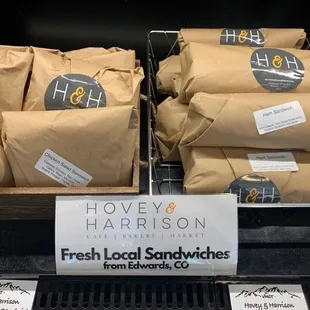 H&H
H&H
H&H
Chicken Salad Sandwich
Ham Sandwich
Ham Sandwich
HOVEY &
HARRISON
CAFE | BAKERY | MARKET
Fresh Local Sandwiches
from Edwards, CO
Harrison
Hovey & Harrison